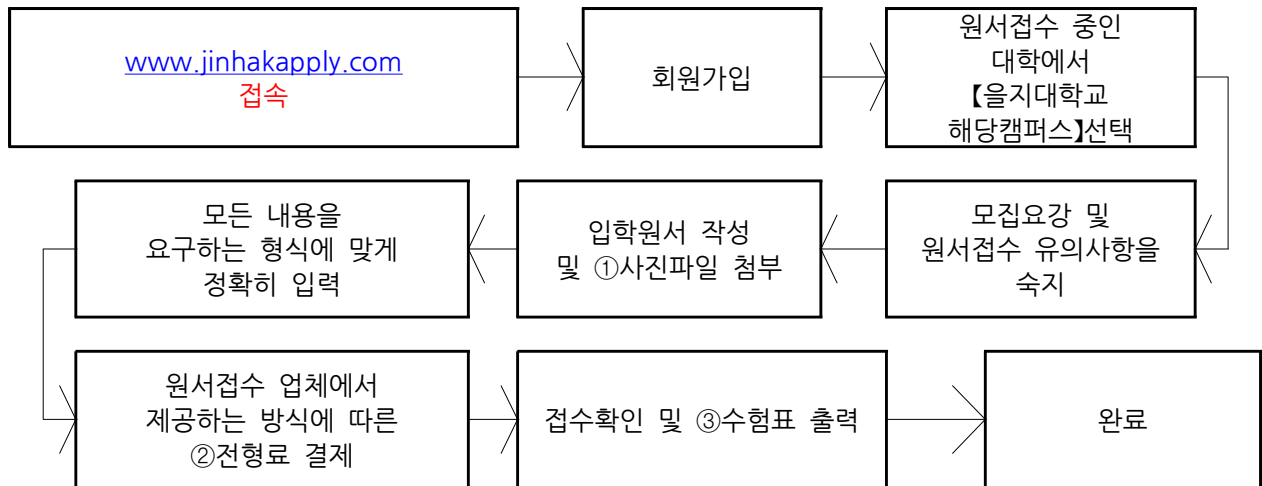 www.jinhakapply.com
접속
회원가입
원서접수 중인
대학에서
【을지대학교
해당캠퍼스】선택
모집요강 및
원서접수 유의사항을
숙지
입학원서 작성
및 ①사진파일 첨부
모든 내용을
요구하는 형식에 맞게
정확히 입력
원서접수 업체에서
제공하는 방식에 따른
②전형료 결제
접수확인 및 ③수험표 출력
완료